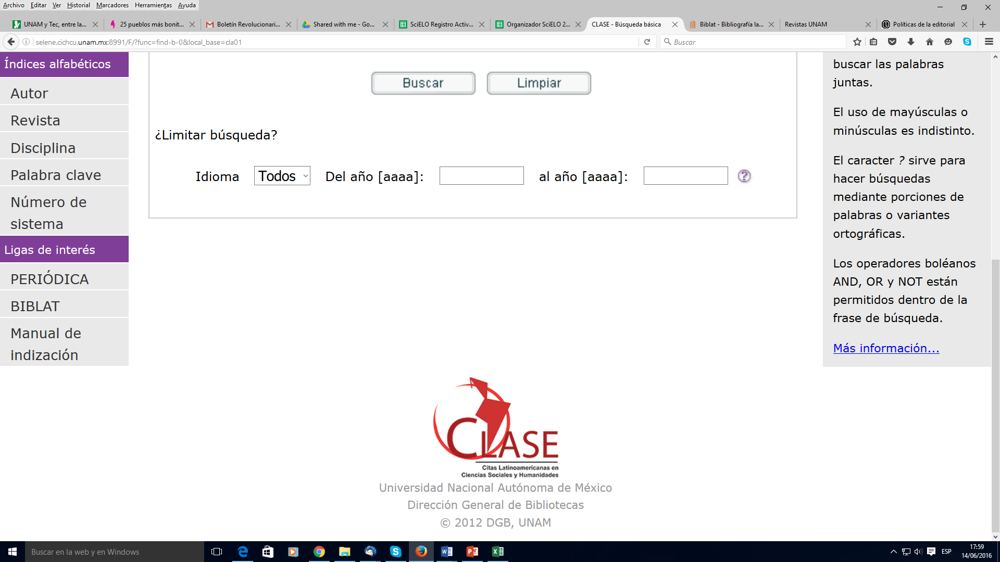 Archivo Editar Ver Historial Marcadores Herramientas Ayuda
UNAM y Tec, entre la... 25 pueblos más bonit... Boletín Revolucionari... Shared with me - Go... SciELO Registro Activ... Organizador SciELO 2... CLASE - Búsqueda básica Biblat - Bibliografía la... Revistas UNAM Políticas de la editorial
selene.cichcu.unam.mx:8991/F/?func=find-b-0&local_base=cla01 Buscar
Índices alfabéticos
Autor
Revista
Disciplina
Palabra clave
Número de
sistema
Ligas de interés
PERIÓDICA
BIBLAT
Manual de
indización
Buscar Limpiar
¿Limitar búsqueda?
Idioma Todos Del año [aaaa]: al año [aaaa]: ?
buscar las palabras
juntas.
El uso de mayúsculas o
minúsculas es indistinto.
El caracter ? sirve para
hacer búsquedas
mediante porciones de
palabras o variantes
ortográficas.
Los operadores boléanos
AND, OR y NOT están
permitidos dentro de la
frase de búsqueda.
Más información...
CLASE
Citas Latinoamericanas en
Ciencias Sociales y Humanidades
Universidad Nacional Autónoma de México
Dirección General de Bibliotecas
© 2012 DGB, UNAM
Buscar en la web y en Windows
ESP
17:59
14/06/2016